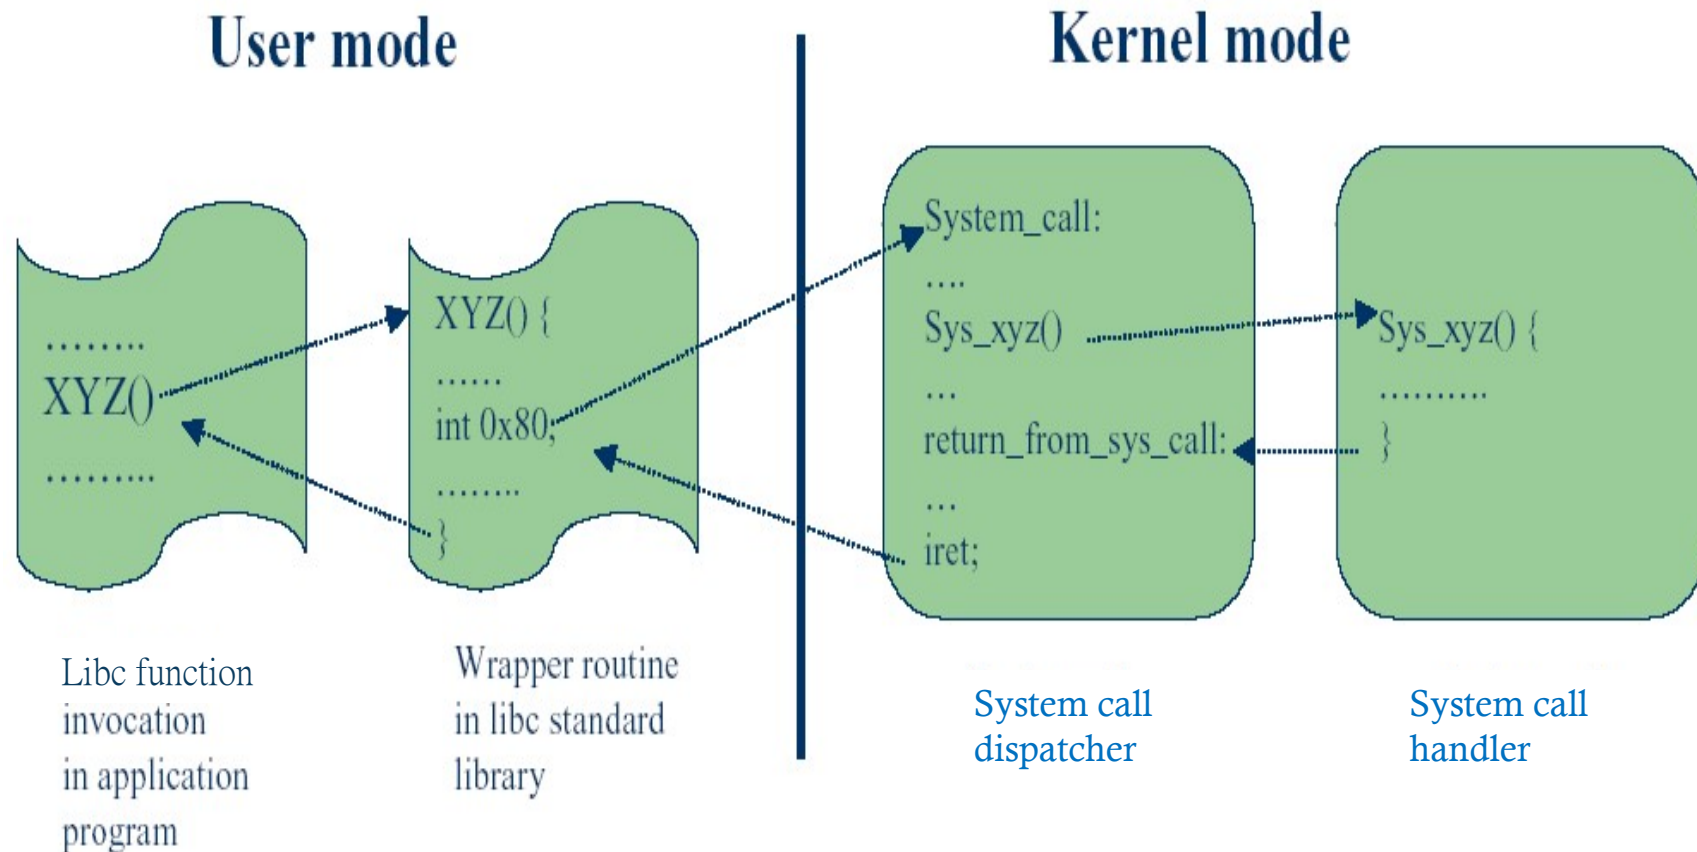 User mode
Kernel mode
........
XYZ()
.........
XYZ() {
......
int 0x80;
........
}
System_call:
....
Sys_xyz()
...
return_from_sys_call:
...
iret;
Sys_xyz() {
..........
}
Libc function
invocation
in application
program
Wrapper routine
in libc standard
library
System call
dispatcher
System call
handler